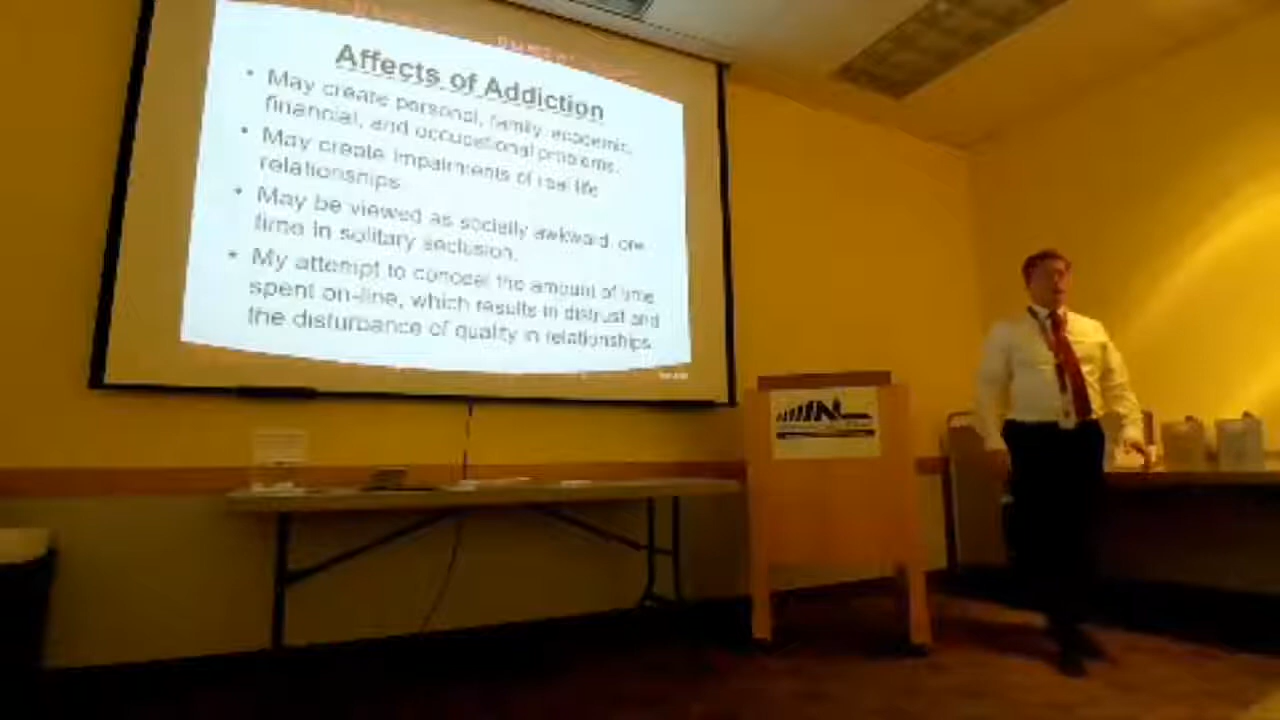 Affects of Addiction
• May create personal, family, academic,
financial, and occupational problems.
• May create impairments of real life
relationships.
• May be viewed as socially awkward, ore
time in solitary seclusion.
• My attempt to conceal the amount of time
spent on-line, which results in distrust and
the disturbance of quality in relationships.